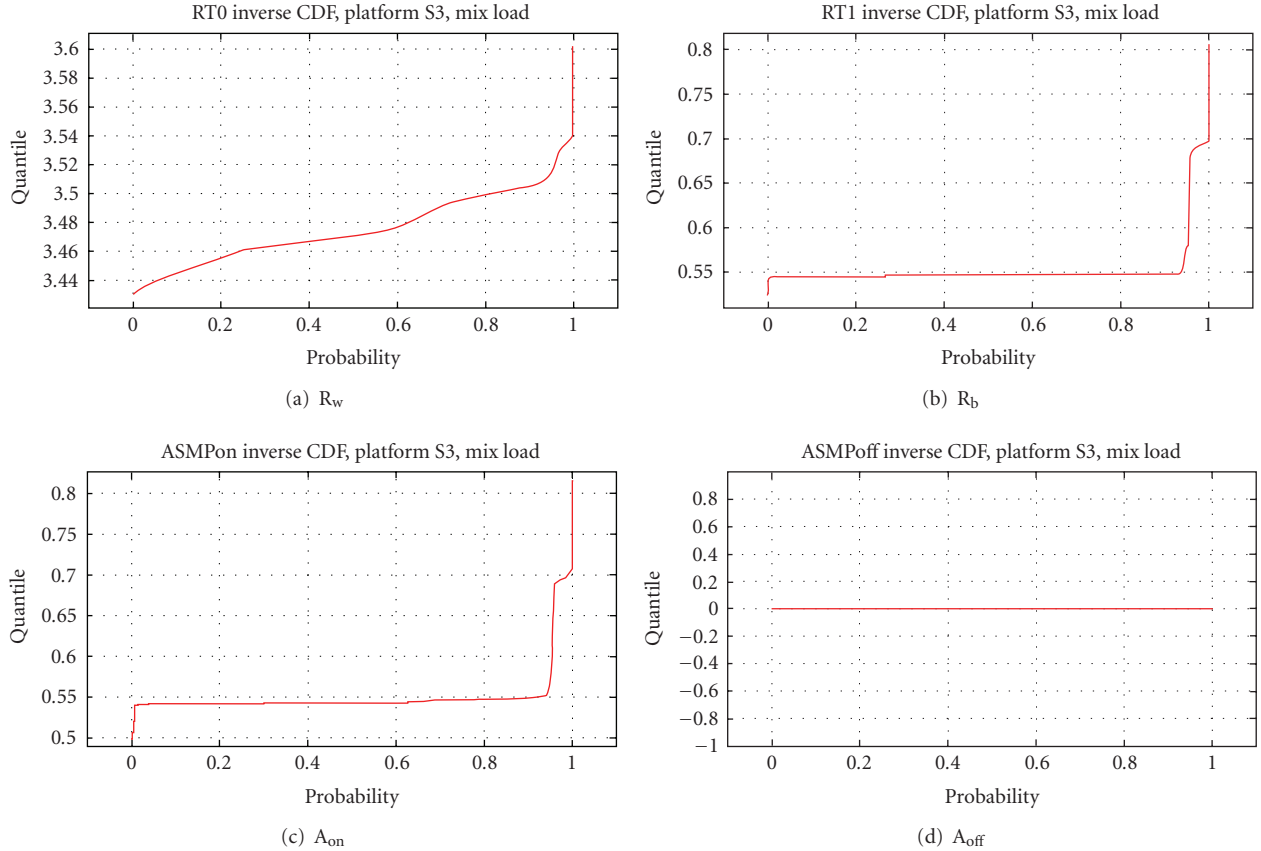 RT0 inverse CDF, platform S3, mix load
3.6
3.58
3.56
3.54
3.52
3.5
3.48
3.46
3.44
Quantile
0 0.2 0.4 0.6 0.8 1
Probability
(a) Rw
RT1 inverse CDF, platform S3, mix load
0.8
0.75
0.7
0.65
0.6
0.55
Quantile
0 0.2 0.4 0.6 0.8 1
Probability
(b) Rb
ASMPon inverse CDF, platform S3, mix load
0.8
0.75
0.7
0.65
0.6
0.55
0.5
Quantile
0 0.2 0.4 0.6 0.8 1
Probability
(c) Aon
ASMPoff inverse CDF, platform S3, mix load
0.8
0.6
0.4
0.2
0
−0.2
−0.4
−0.6
−0.8
−1
Quantile
0 0.2 0.4 0.6 0.8 1
Probability
(d) Aoff